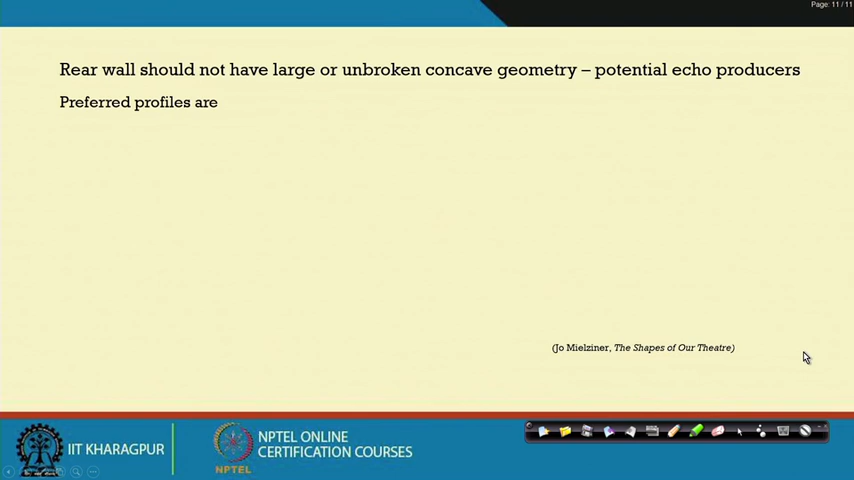 Page: 11 / 11
Rear wall should not have large or unbroken concave geometry – potential echo producers
Preferred profiles are
(Jo Mielziner, The Shapes of Our Theatre)
IIT KHARAGPUR
NPTEL
NPTEL ONLINE
CERTIFICATION COURSES